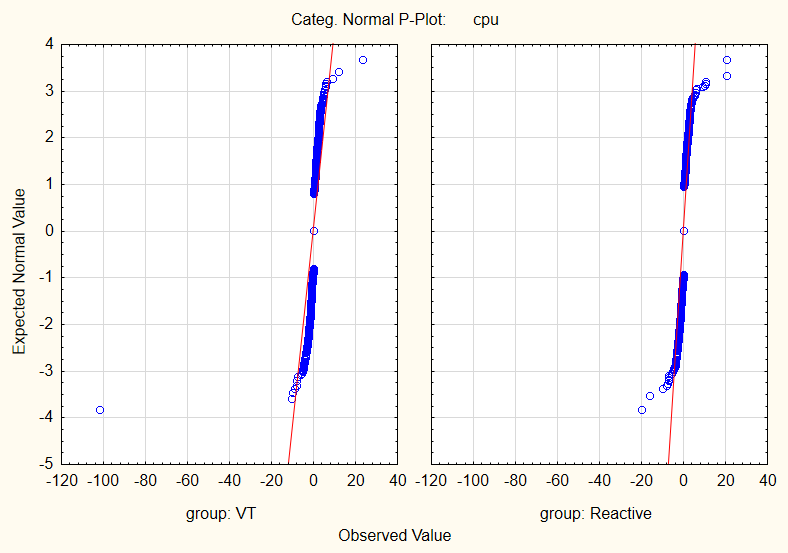 Categ. Normal P-Plot: cpu
Expected Normal Value
4
3
2
1
0
-1
-2
-3
-4
-5
-120 -100 -80 -60 -40 -20 0 20 40
-120 -100 -80 -60 -40 -20 0 20 40
group: VT
group: Reactive
Observed Value